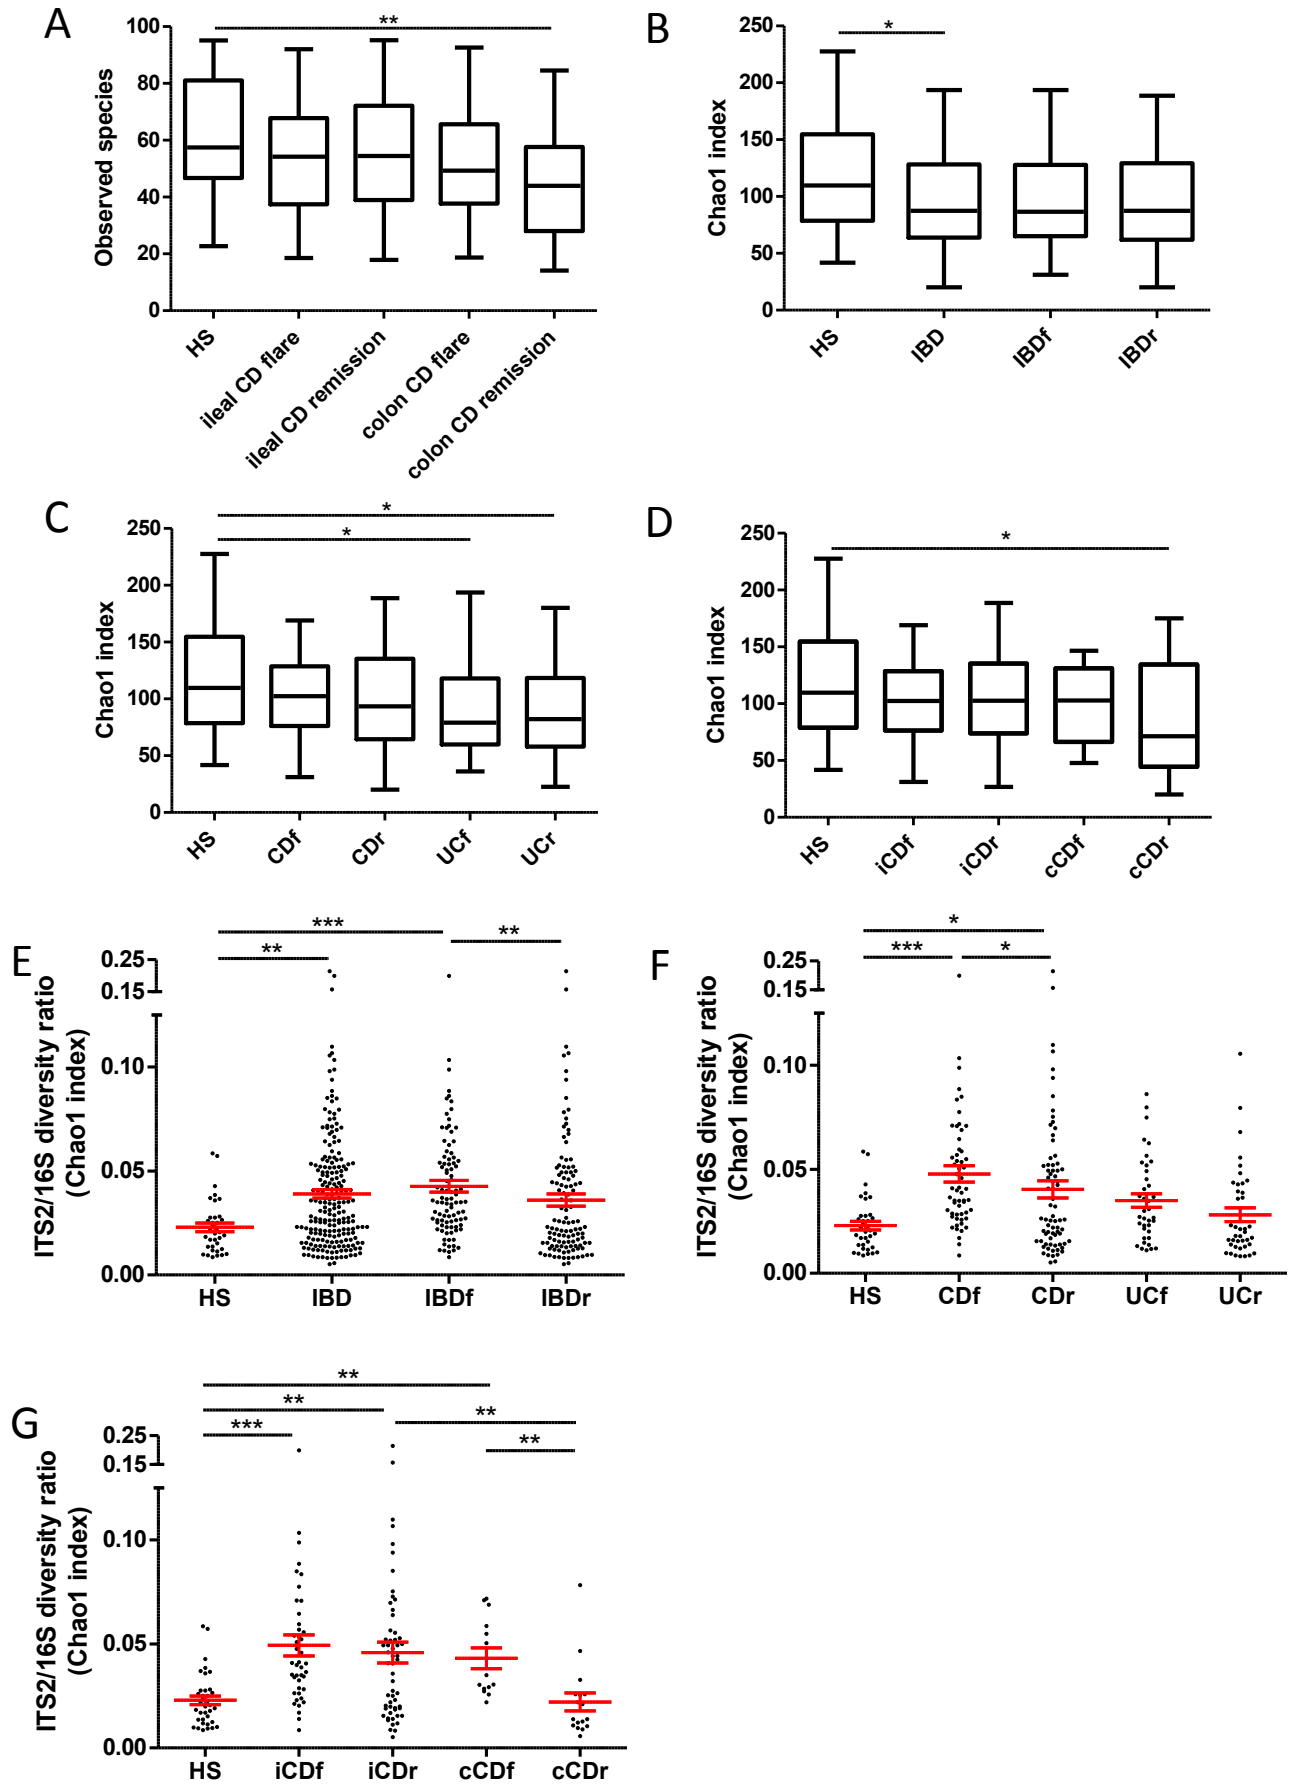 A
**
100
80
60
40
20
0
Observed species
HS
ileal CD flare
ileal CD remission
colon CD flare
colon CD remission
B
*
250
200
150
100
50
0
Chao1 index
HS
IBD
IBDf
IBDr
C
*
*
250
200
150
100
50
0
Chao1 index
HS
CDf
CDr
UCf
UCr
D
*
250
200
150
100
50
0
Chao1 index
HS
iCDf
iCDr
cCDf
cCDr
E
***
**
**
0.25
0.15
0.10
0.05
0.00
ITS2/16S diversity ratio
(Chao1 index)
HS
IBD
IBDf
IBDr
F
*
***
*
0.25
0.15
0.10
0.05
0.00
ITS2/16S diversity ratio
(Chao1 index)
HS
CDf
CDr
UCf
UCr
G
**
**
**
***
**
0.25
0.15
0.10
0.05
0.00
ITS2/16S diversity ratio
(Chao1 index)
HS
iCDf
iCDr
cCDf
cCDr